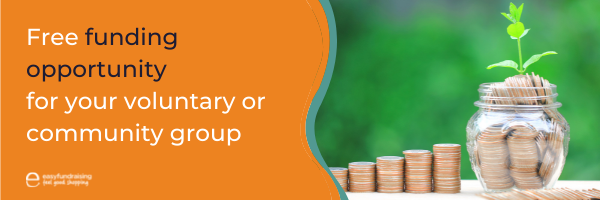 Free funding
opportunity
for your voluntary or
community group
easyfundraising
feel good shopping